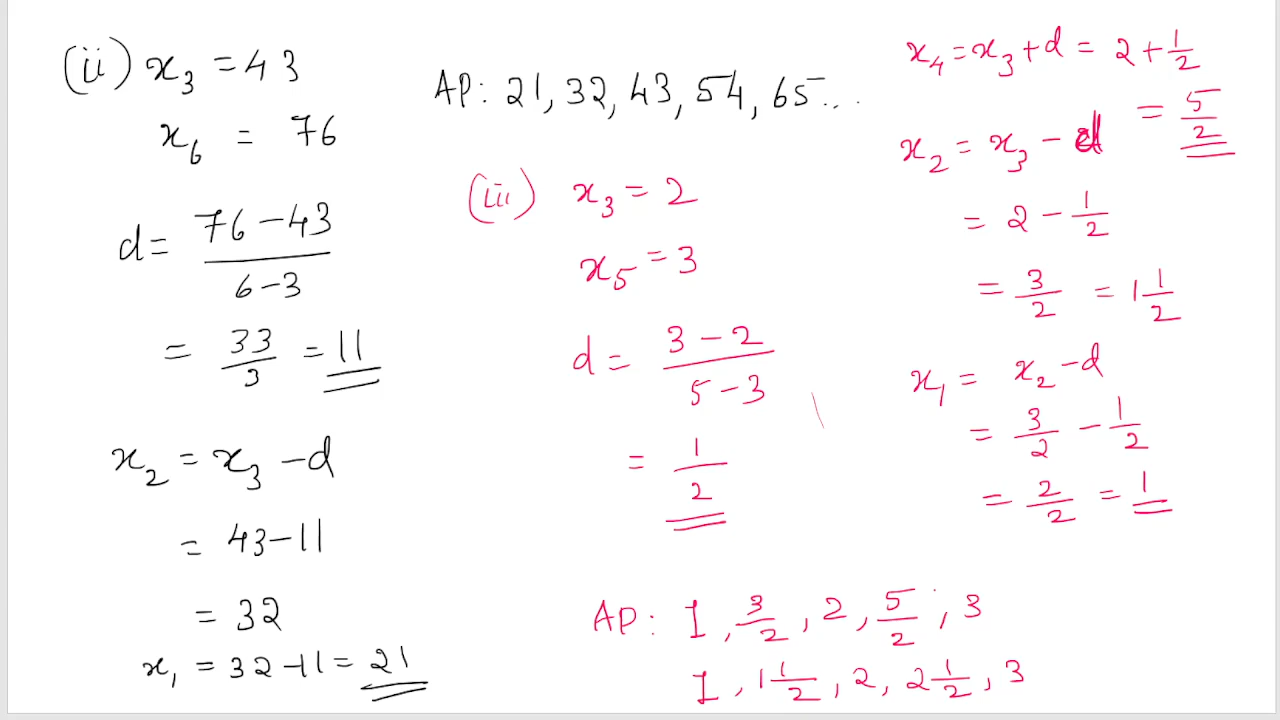 (ii) x₃ = 43
x₆ = 76
d = (76 − 43)/(6 − 3)
= 33/3 = 11
x₂ = x₃ − d
= 43 − 11
= 32
x₁ = 32 − 11 = 21
AP: 21, 32, 43, 54, 65...
(iii) x₃ = 2
x₅ = 3
d = (3 − 2)/(5 − 3)
= 1/2
x₄ = x₃ + d = 2 + 1/2
= 5/2
x₂ = x₃ − d
= 2 − 1/2
= 3/2 = 1 1/2
x₁ = x₂ − d
= 3/2 − 1/2
= 2/2 = 1
AP: 1, 3/2, 2, 5/2, 3
1, 1 1/2, 2, 2 1/2, 3